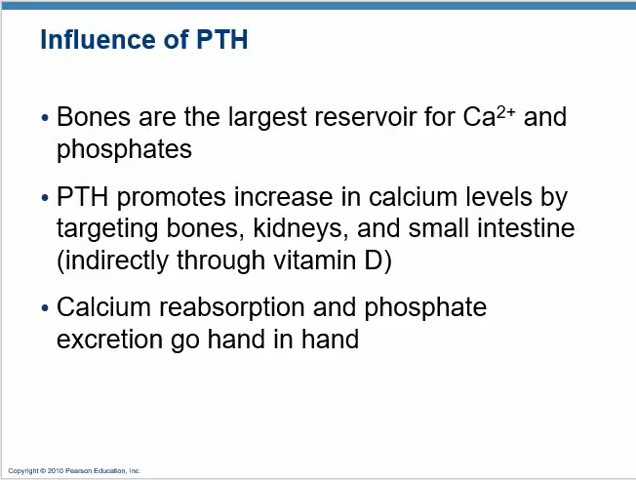 Influence of PTH
• Bones are the largest reservoir for Ca²⁺ and
phosphates
• PTH promotes increase in calcium levels by
targeting bones, kidneys, and small intestine
(indirectly through vitamin D)
• Calcium reabsorption and phosphate
excretion go hand in hand
Copyright © 2010 Pearson Education, Inc.